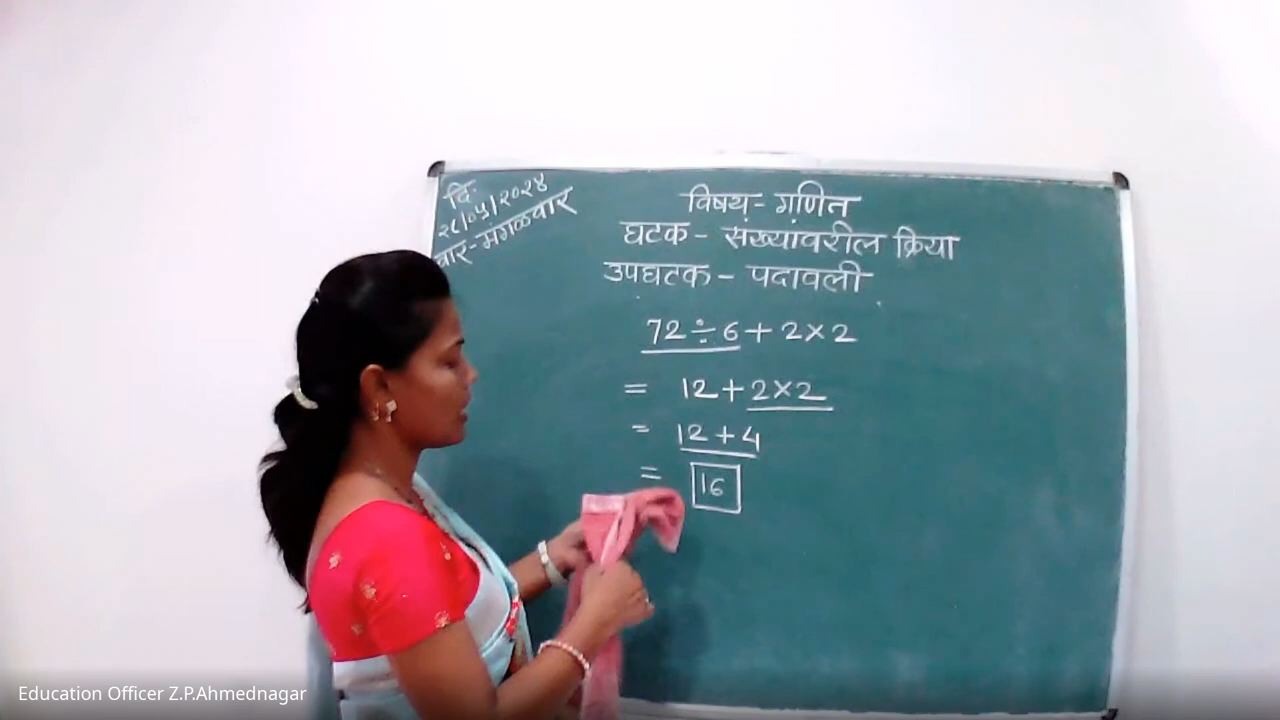 दि.
२८/०५/२०२४
वार-मंगळवार
विषय- गणित
घटक - संख्यांवरील क्रिया
उपघटक - पदावली
72 ÷ 6 + 2 × 2
= 12 + 2 × 2
= 12 + 4
= 16
Education Officer Z.P.Ahmednagar